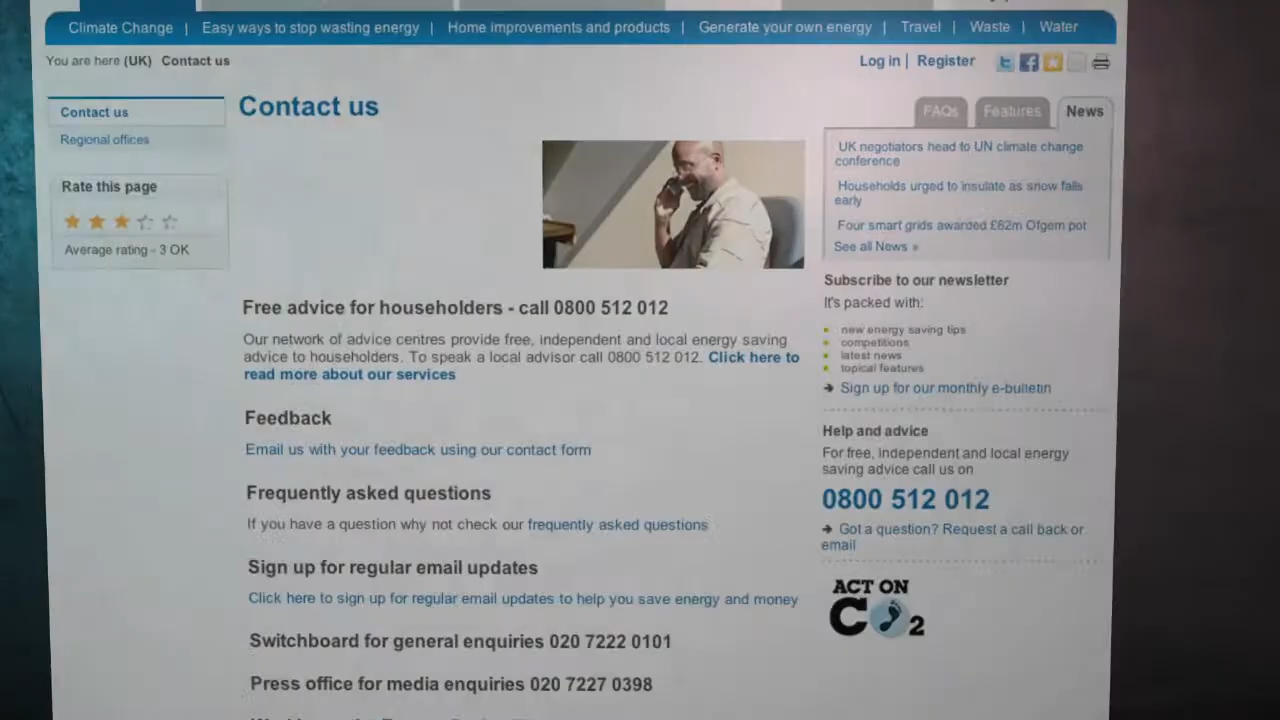 Climate Change | Easy ways to stop wasting energy | Home improvements and products | Generate your own energy | Travel | Waste | Water
You are here (UK) Contact us
Log in | Register
Contact us
Regional offices
Rate this page
Average rating - 3 OK
Contact us
Free advice for householders - call 0800 512 012
Our network of advice centres provide free, independent and local energy saving
advice to householders. To speak a local advisor call 0800 512 012. Click here to
read more about our services
Feedback
Email us with your feedback using our contact form
Frequently asked questions
If you have a question why not check our frequently asked questions
Sign up for regular email updates
Click here to sign up for regular email updates to help you save energy and money
Switchboard for general enquiries 020 7222 0101
Press office for media enquiries 020 7227 0398
FAQs Features News
UK negotiators head to UN climate change
conference
Households urged to insulate as snow falls
early
Four smart grids awarded £62m Ofgem pot
See all News »
Subscribe to our newsletter
It's packed with:
new energy saving tips
competitions
latest news
topical features
Sign up for our monthly e-bulletin
Help and advice
For free, independent and local energy
saving advice call us on
0800 512 012
Got a question? Request a call back or
email
ACT ON
CO2